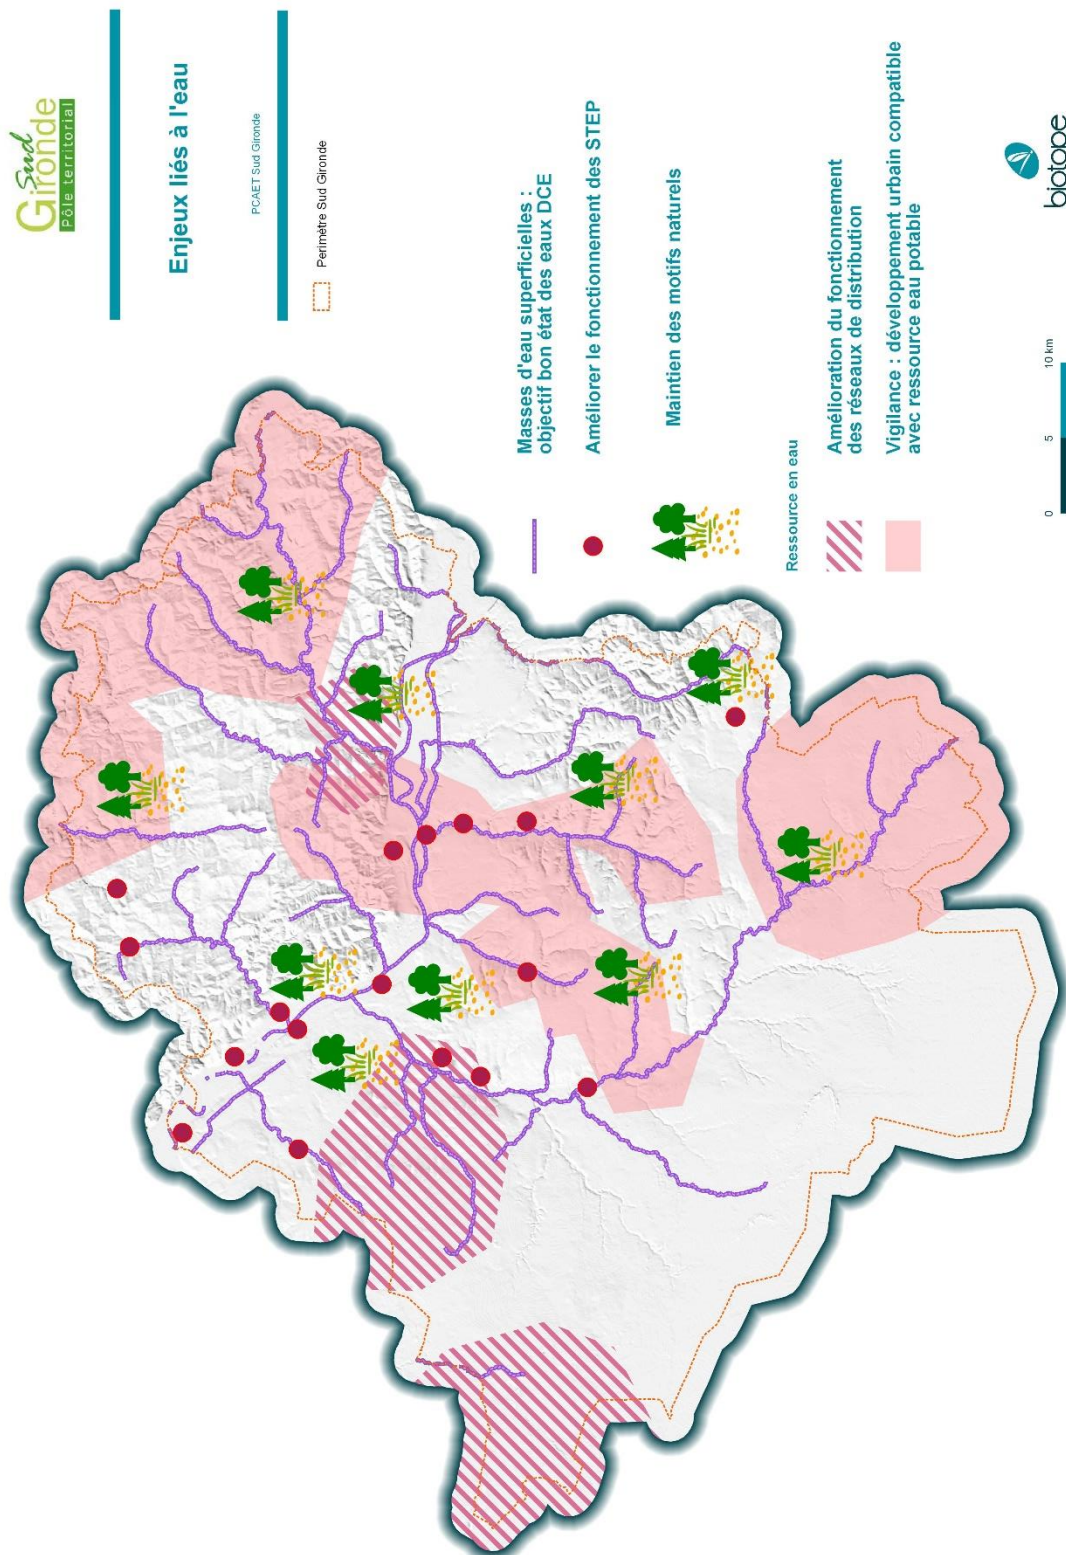 Sud
Gironde
Pôle territorial
Enjeux liés à l'eau
PCAET Sud Gironde
Perimètre Sud Gironde
Masses d'eau superficielles :
objectif bon état des eaux DCE
Améliorer le fonctionnement des STEP
Maintien des motifs naturels
Ressource en eau
Amélioration du fonctionnement
des réseaux de distribution
Vigilance : développement urbain compatible
avec ressource eau potable
0 5 10 km
biotope